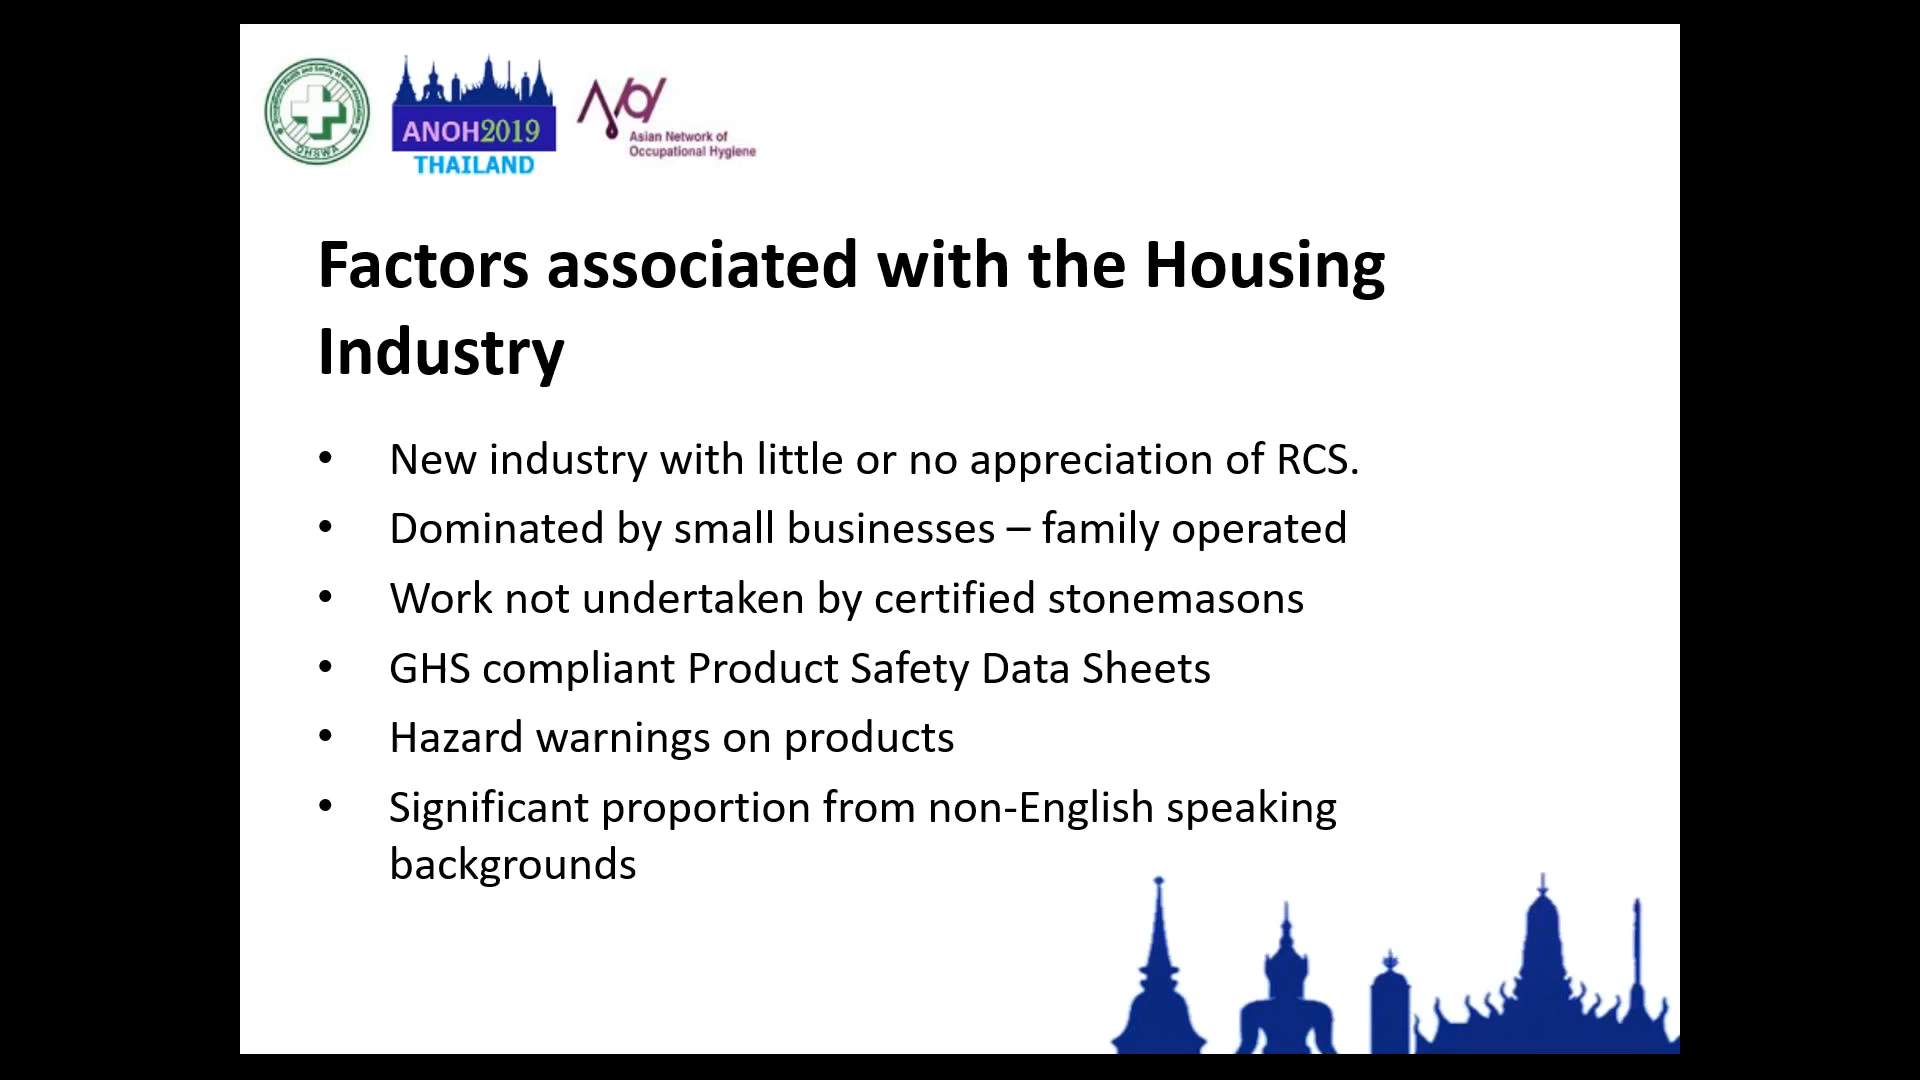 OHSWA
ANOH2019
THAILAND
Asian Network of
Occupational Hygiene
Factors associated with the Housing
Industry
• New industry with little or no appreciation of RCS.
• Dominated by small businesses – family operated
• Work not undertaken by certified stonemasons
• GHS compliant Product Safety Data Sheets
• Hazard warnings on products
• Significant proportion from non-English speaking
backgrounds